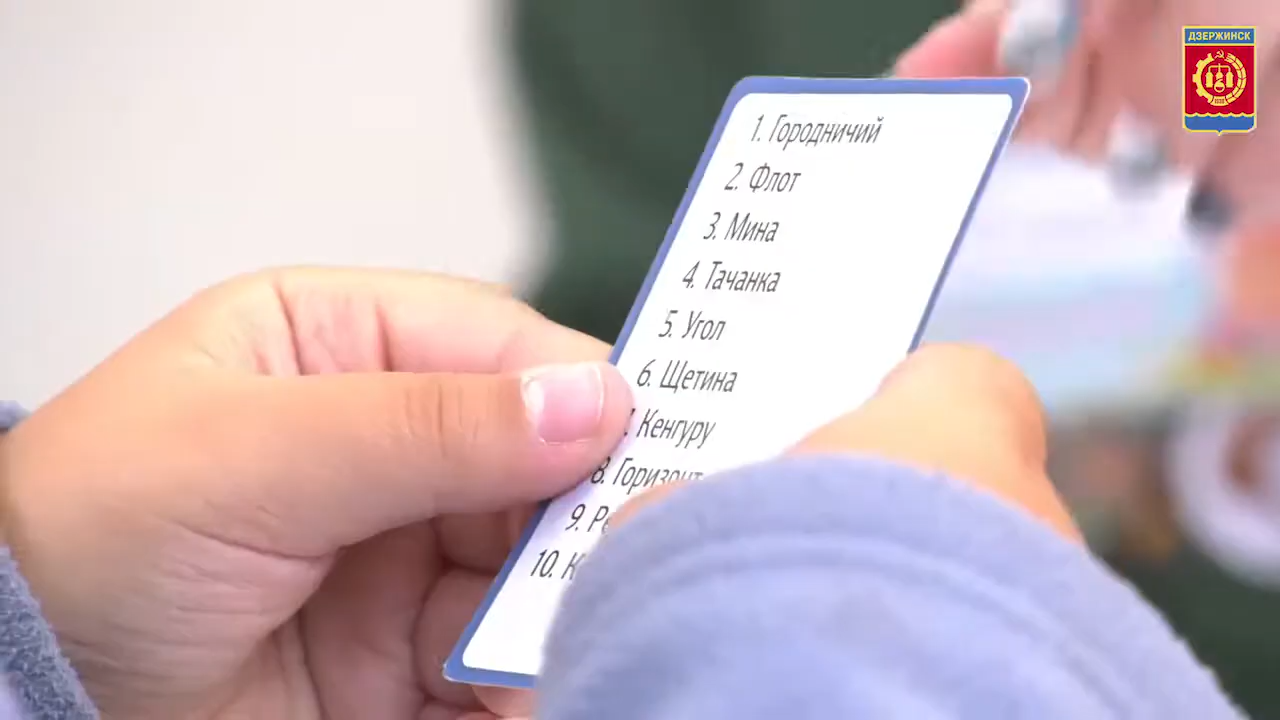 ДЗЕРЖИНСК
1. Городничий
2. Флот
3. Мина
4. Тачанка
5. Угол
6. Щетина
Кенгуру
8. Горизонт
9.
10.